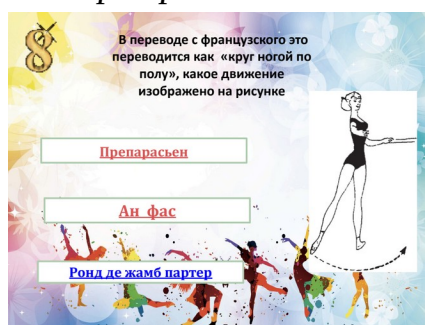 8
В переводе с французского это
переводится как «круг ногой по
полу», какое движение
изображено на рисунке
Препарасьен
Ан фас
Ронд де жамб партер